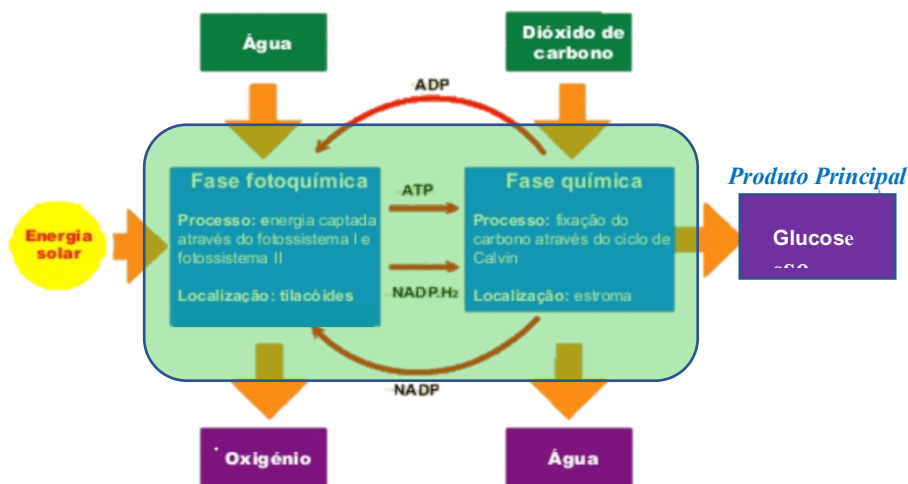 Água
Dióxido de
carbono
ADP
Fase fotoquímica
Processo: energia captada
através do fotossistema I e
fotossistema II
Localização: tilacóides
ATP
NADP.H₂
Fase química
Processo: fixação do
carbono através do ciclo de
Calvin
Localização: estroma
Produto Principal
Glucose
Energia
solar
NADP
Oxigénio
Água